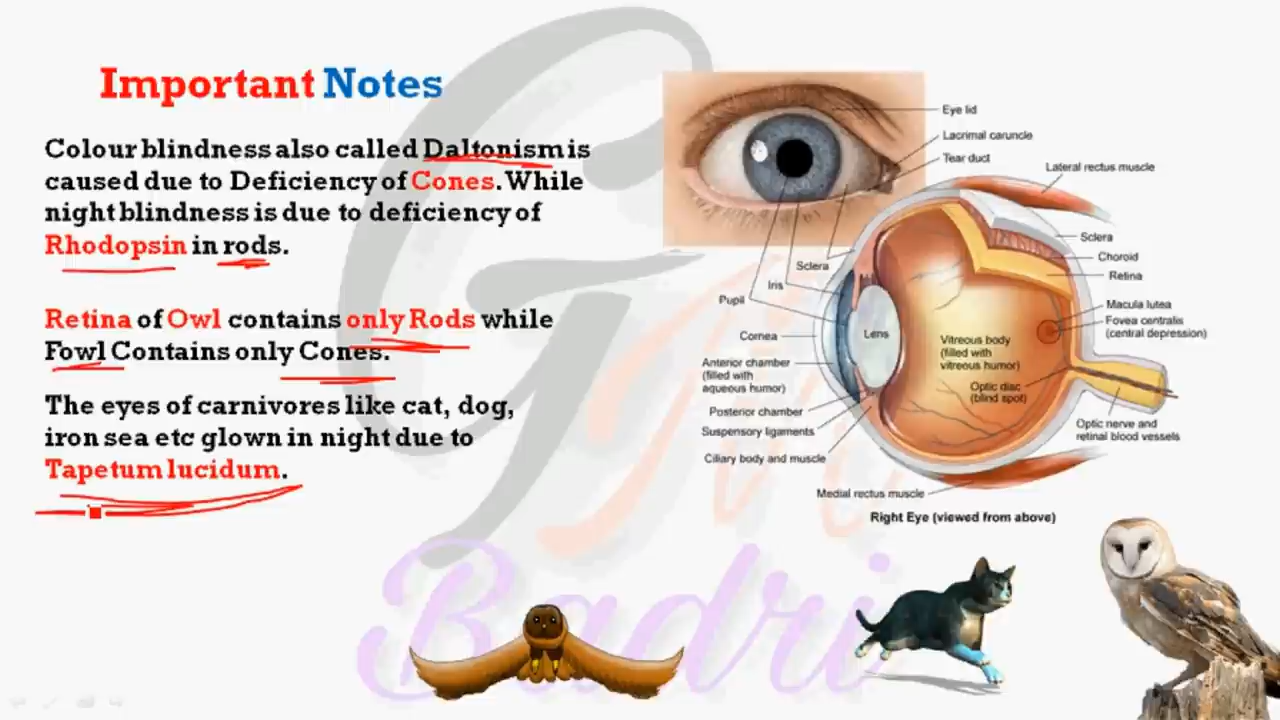 Important Notes
Colour blindness also called Daltonism is
caused due to Deficiency of Cones. While
night blindness is due to deficiency of
Rhodopsin in rods.
Retina of Owl contains only Rods while
Fowl Contains only Cones.
The eyes of carnivores like cat, dog,
iron sea etc glown in night due to
Tapetum lucidum.
Eye lid
Lacrimal caruncle
Tear duct
Lateral rectus muscle
Sclera
Choroid
Retina
Macula lutea
Fovea centralis
(central depression)
Sclera
Iris
Pupil
Cornea
Anterior chamber
(filled with
aqueous humor)
Posterior chamber
Suspensory ligaments
Ciliary body and muscle
Lens
Vitreous body
(filled with
vitreous humor)
Optic disc
(blind spot)
Optic nerve and
retinal blood vessels
Medial rectus muscle
Right Eye (viewed from above)
GM
Badri